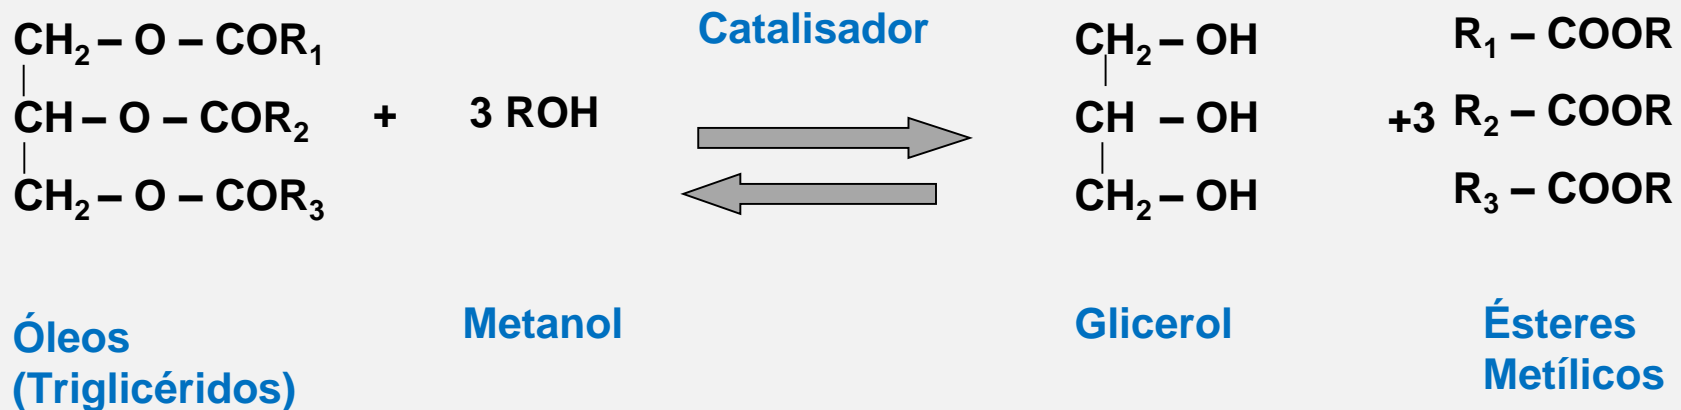 CH₂ – O – COR₁
CH – O – COR₂
CH₂ – O – COR₃
+
3 ROH
Catalisador
CH₂ – OH
CH – OH
CH₂ – OH
+3
R₁ – COOR
R₂ – COOR
R₃ – COOR
Óleos
(Triglicéridos)
Metanol
Glicerol
Ésteres
Metílicos